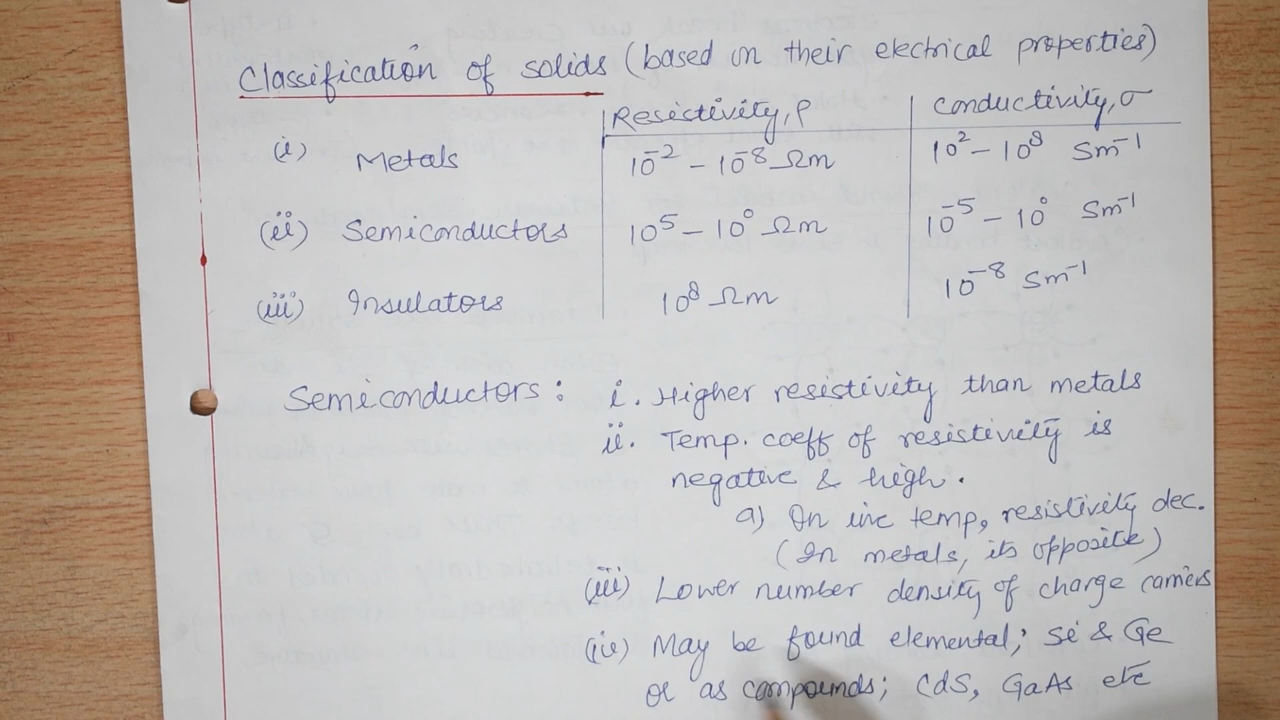 Classification of solids (based on their electrical properties)
Resistivity, ρ conductivity, σ
(i) Metals 10⁻² – 10⁻⁸ Ωm 10² – 10⁸ Sm⁻¹
(ii) Semiconductors 10⁵ – 10⁰ Ωm 10⁻⁵ – 10⁰ Sm⁻¹
(iii) Insulators 10⁸ Ωm 10⁻⁸ Sm⁻¹
Semiconductors : i. Higher resistivity than metals
ii. Temp. coeff of resistivity is
negative & high.
a) On inc temp, resistivity dec.
(In metals, its opposite)
(iii) Lower number density of charge carriers
(iv) May be found elemental; Si & Ge
or as compounds; CdS, GaAs etc